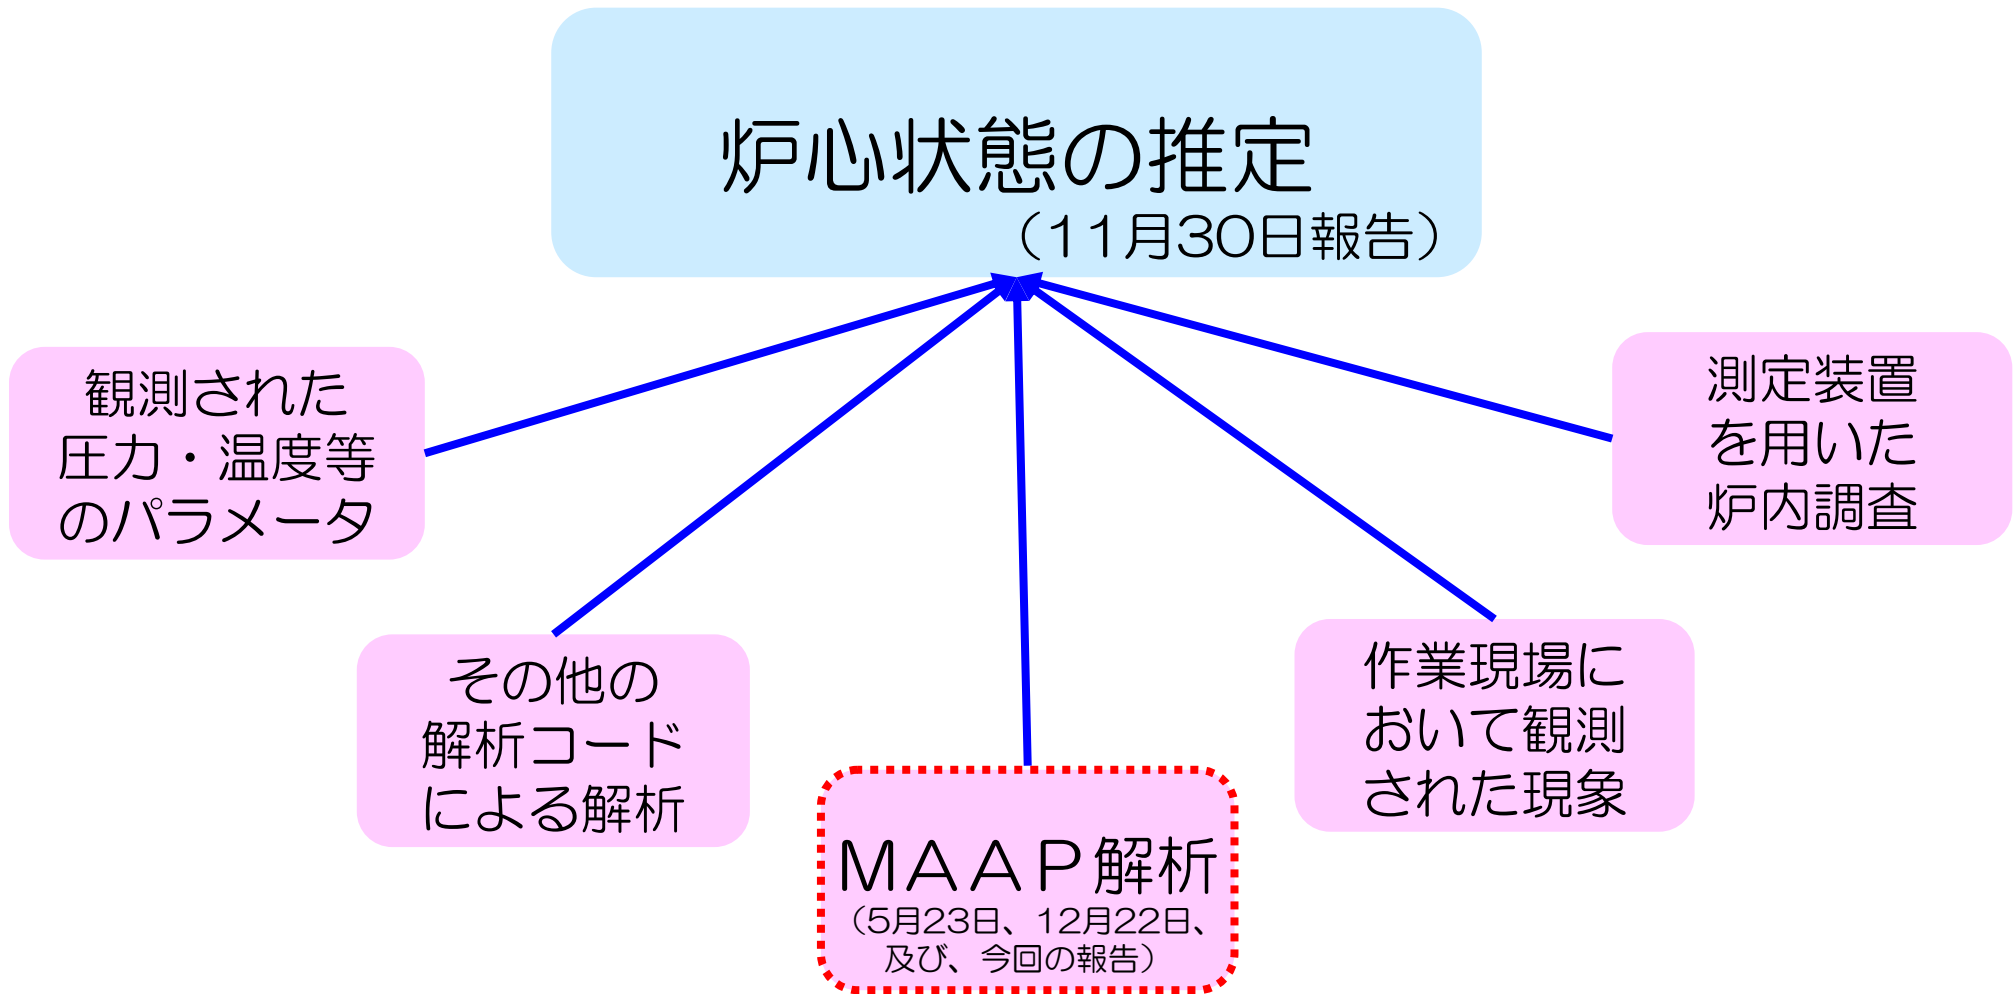 炉心状態の推定
（11月30日報告）
観測された
圧力・温度等
のパラメータ
測定装置
を用いた
炉内調査
その他の
解析コード
による解析
作業現場に
おいて観測
された現象
ＭＡＡＰ解析
（5月23日、12月22日、
及び、今回の報告）